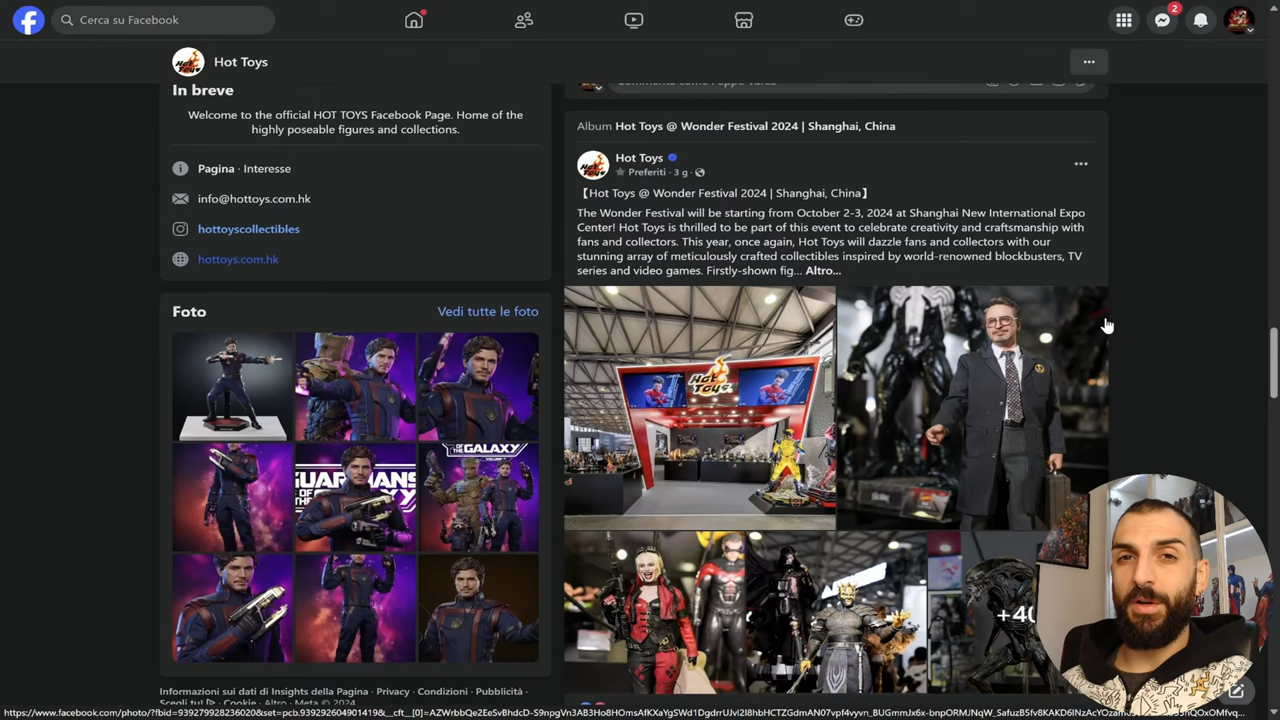 Cerca su Facebook
2
Hot Toys
In breve
Welcome to the official HOT TOYS Facebook Page. Home of the
highly poseable figures and collections.
Pagina · Interesse
info@hottoys.com.hk
hottoyscollectibles
hottoys.com.hk
Foto
Vedi tutte le foto
OF THE
GALAXY
Informazioni sui dati di Insights della Pagina · Privacy · Condizioni · Pubblicità ·
Album Hot Toys @ Wonder Festival 2024 | Shanghai, China
Hot Toys
Preferiti · 3 g ·
【Hot Toys @ Wonder Festival 2024 | Shanghai, China】
The Wonder Festival will be starting from October 2-3, 2024 at Shanghai New International Expo
Center! Hot Toys is thrilled to be part of this event to celebrate creativity and craftsmanship with
fans and collectors. This year, once again, Hot Toys will dazzle fans and collectors with our
stunning array of meticulously crafted collectibles inspired by world-renowned blockbusters, TV
series and video games. Firstly-shown fig... Altro...
Hot
Toys